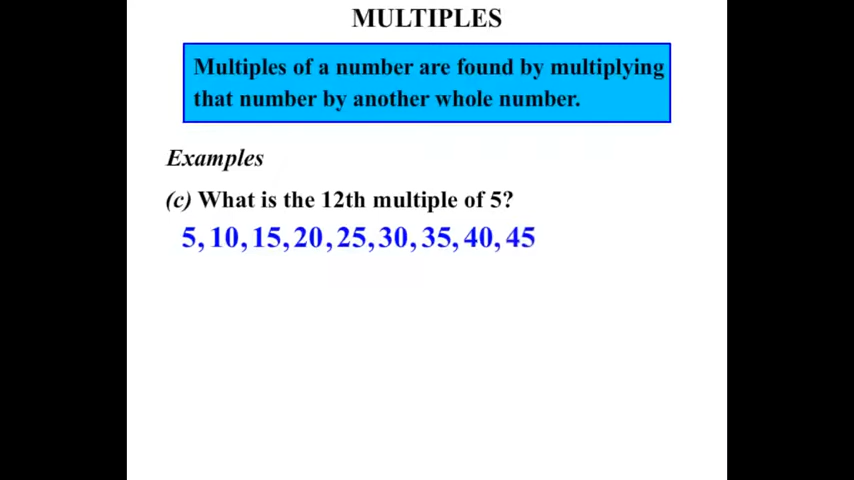 MULTIPLES
Multiples of a number are found by multiplying
that number by another whole number.
Examples
(c) What is the 12th multiple of 5?
5, 10, 15, 20, 25, 30, 35, 40, 45